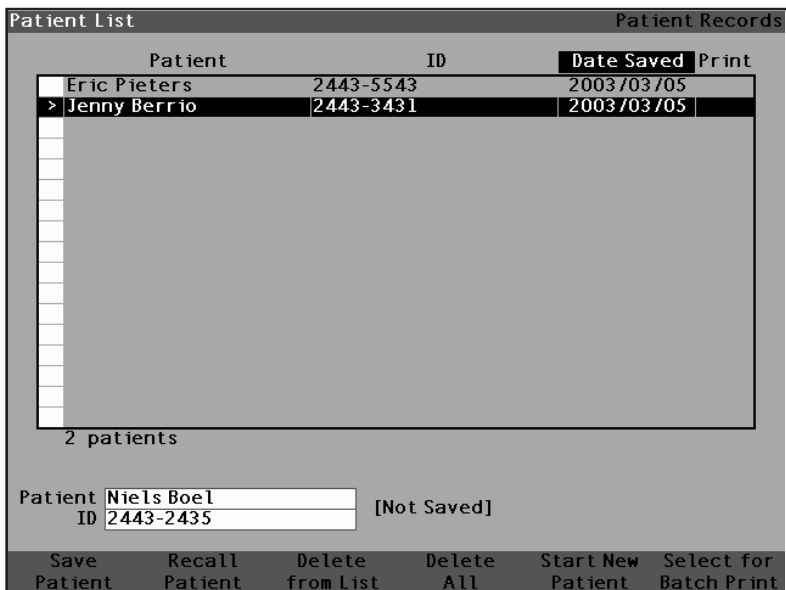 Patient List Patient Records
Patient ID Date Saved Print
Eric Pieters 2443-5543 2003/03/05
> Jenny Berrio 2443-3431 2003/03/05
2 patients
Patient Niels Boel
[Not Saved]
ID 2443-2435
Save Recall Delete Delete Start New Select for
Patient Patient from List All Patient Batch Print